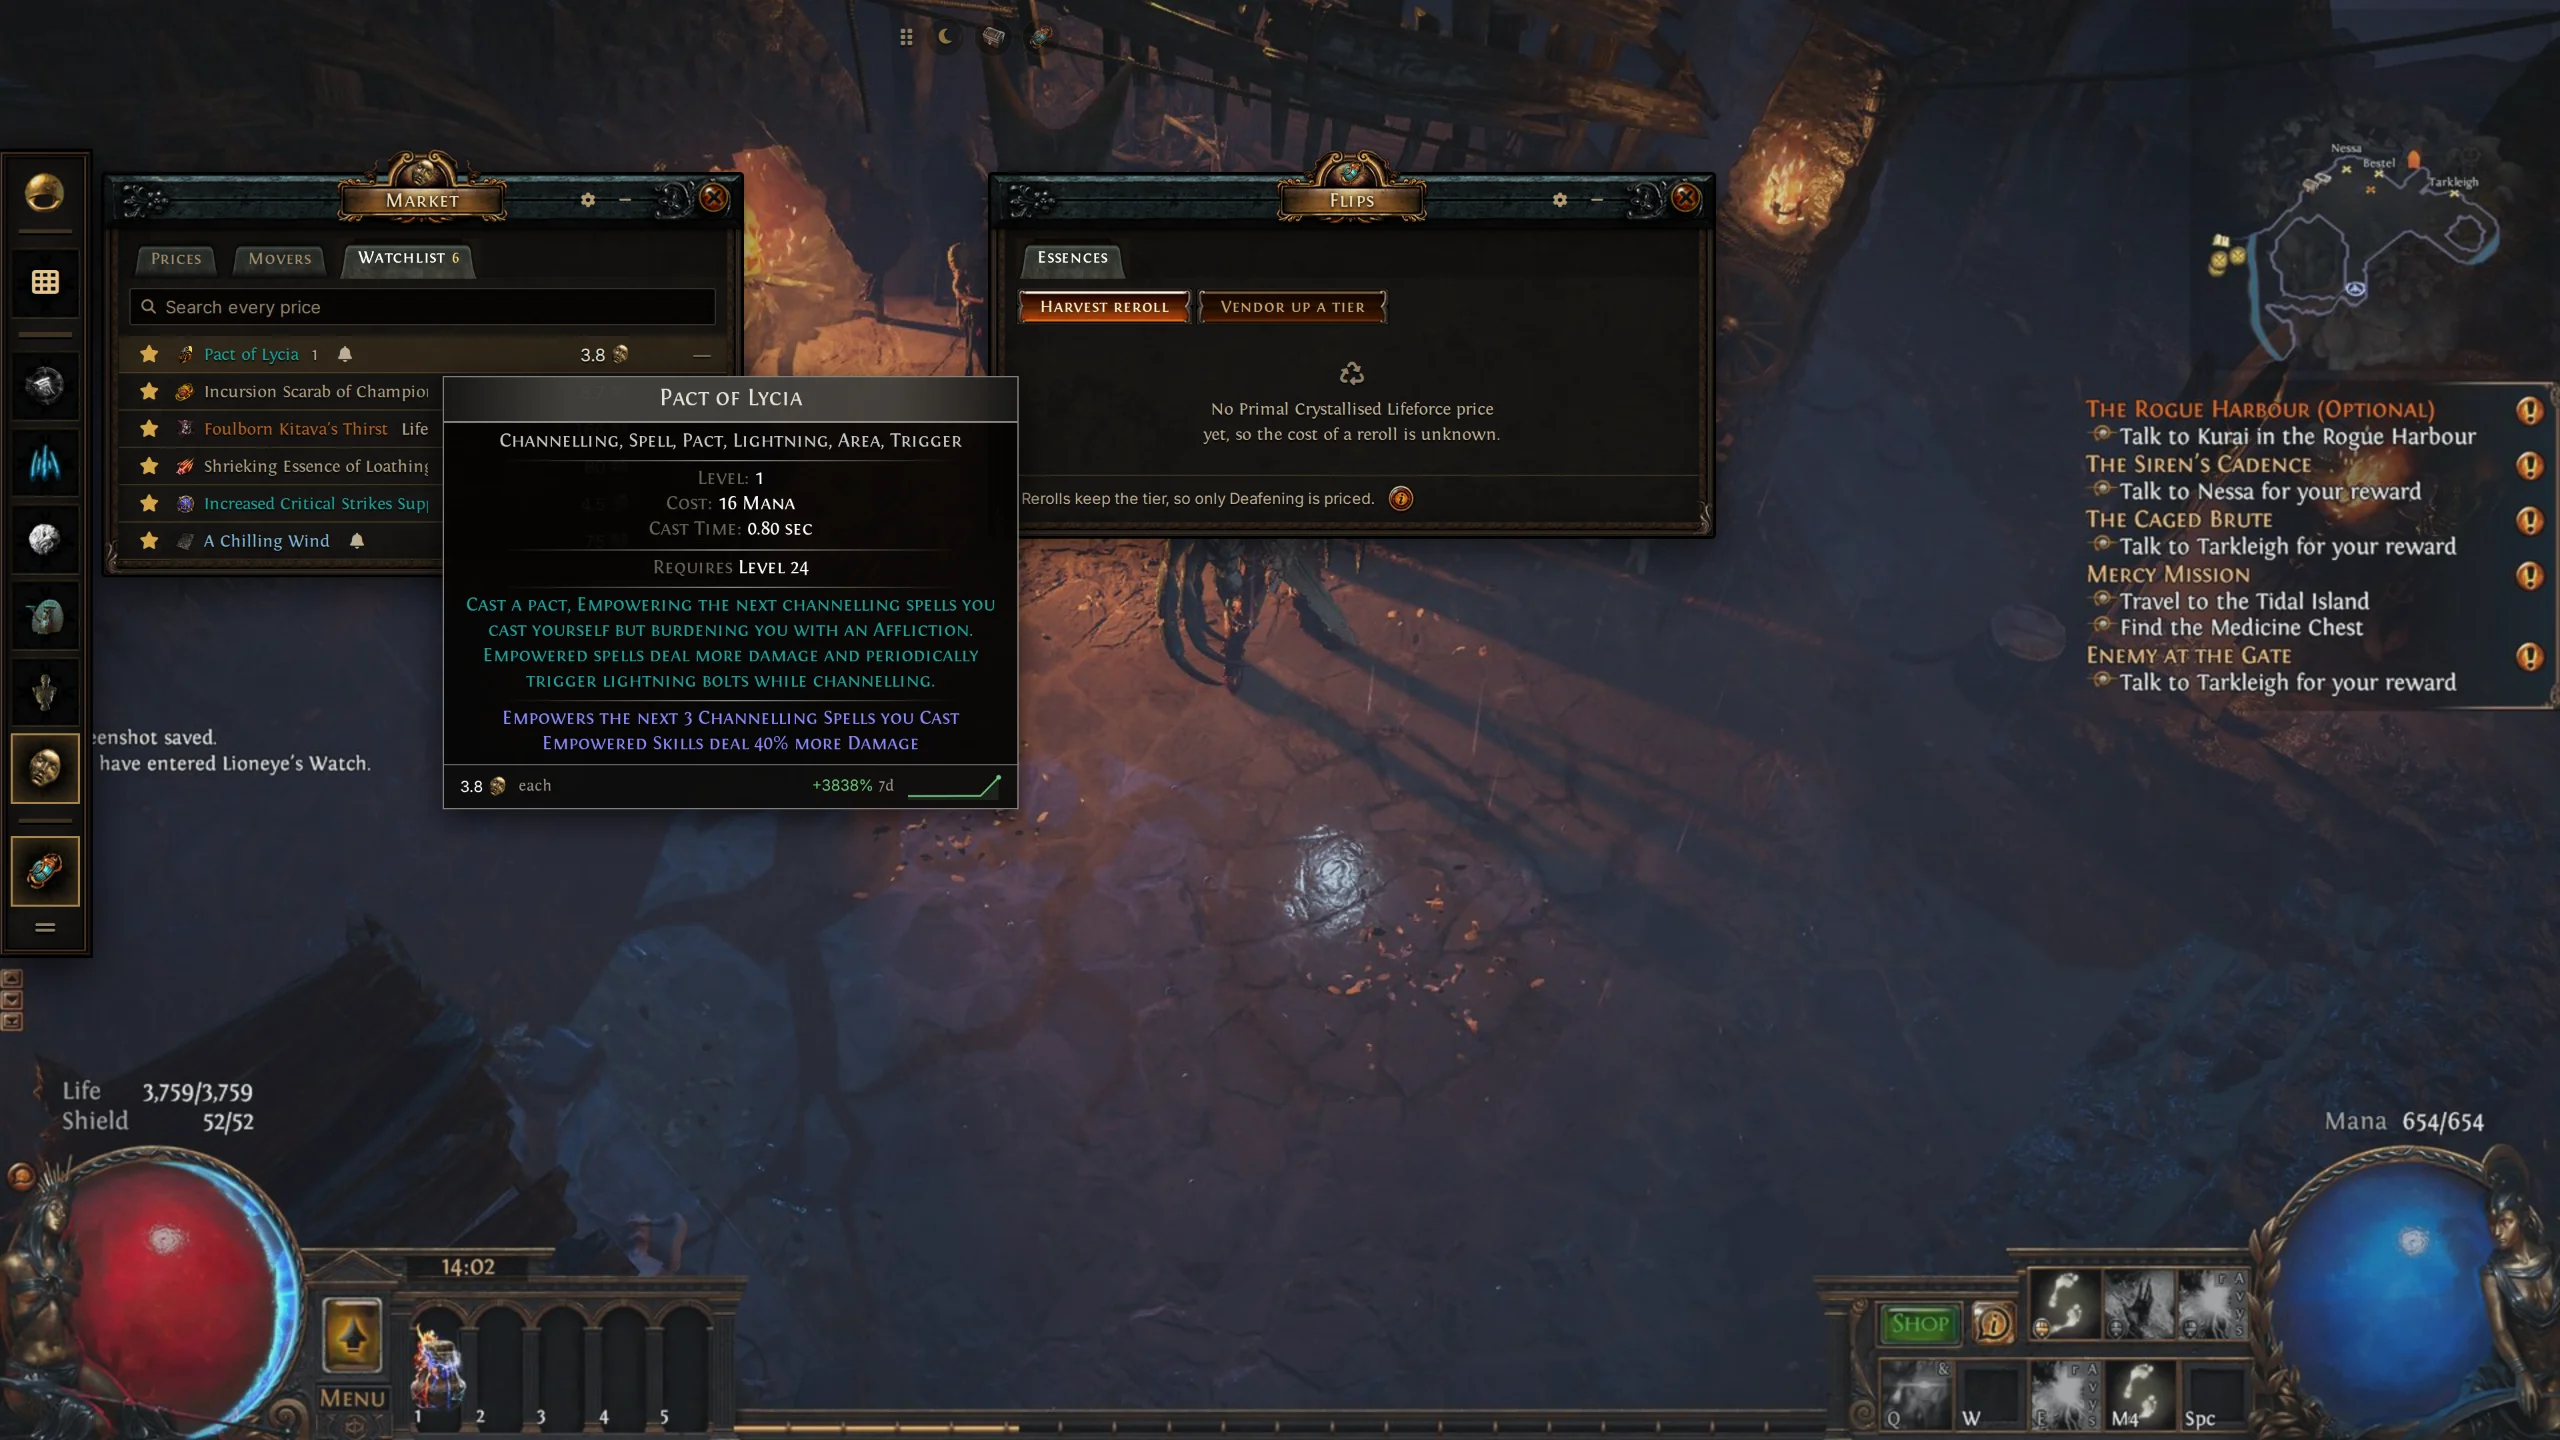 Market
Prices
Movers
Watchlist 6
Search every price
Pact of Lycia 1
3.8
—
Incursion Scarab of Champion
Foulborn Kitava's Thirst Life
Shrieking Essence of Loathing
Increased Critical Strikes Supp
A Chilling Wind
Pact of Lycia
Channelling, Spell, Pact, Lightning, Area, Trigger
Level: 1
Cost: 16 Mana
Cast Time: 0.80 sec
Requires Level 24
Cast a pact, Empowering the next channelling spells you
cast yourself but burdening you with an Affliction.
Empowered spells deal more damage and periodically
trigger lightning bolts while channelling.
Empowers the next 3 Channelling Spells you Cast
Empowered Skills deal 40% more Damage
3.8 each
+3838% 7d
Flips
Essences
Harvest reroll
Vendor up a tier
No Primal Crystallised Lifeforce price
yet, so the cost of a reroll is unknown.
Rerolls keep the tier, so only Deafening is priced.
Nessa
Bestel
Tarkleigh
The Rogue Harbour (Optional)
Talk to Kurai in the Rogue Harbour
The Siren's Cadence
Talk to Nessa for your reward
The Caged Brute
Talk to Tarkleigh for your reward
Mercy Mission
Travel to the Tidal Island
Find the Medicine Chest
Enemy at the Gate
Talk to Tarkleigh for your reward
eenshot saved.
have entered Lioneye's Watch.
Life 3,759/3,759
Shield 52/52
14:02
Menu
1 2 3 4 5
Mana 654/654
Shop
Q W E M4 Spc